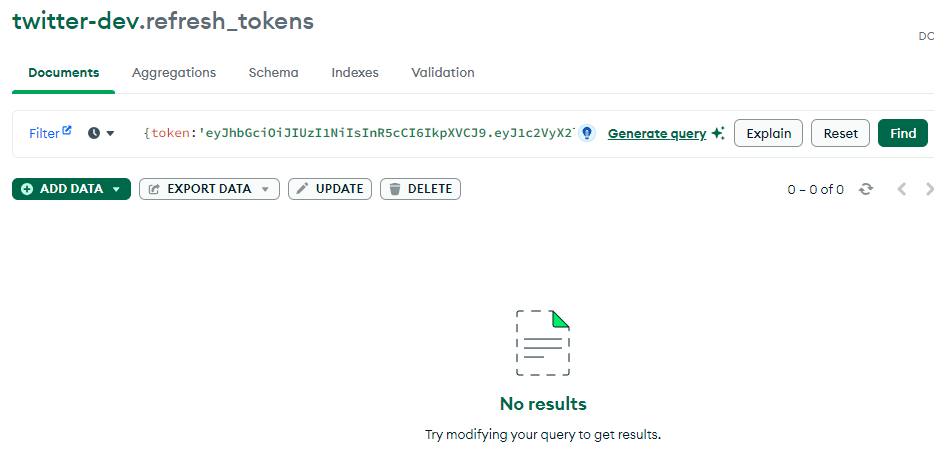 twitter-dev.refresh_tokens
DO
Documents Aggregations Schema Indexes Validation
Filter {token:'eyJhbGciOiJIUzI1NiIsInR5cCI6IkpXVCJ9.eyJ1c2VyX2 Generate query Explain Reset Find
ADD DATA EXPORT DATA UPDATE DELETE 0 – 0 of 0
No results
Try modifying your query to get results.